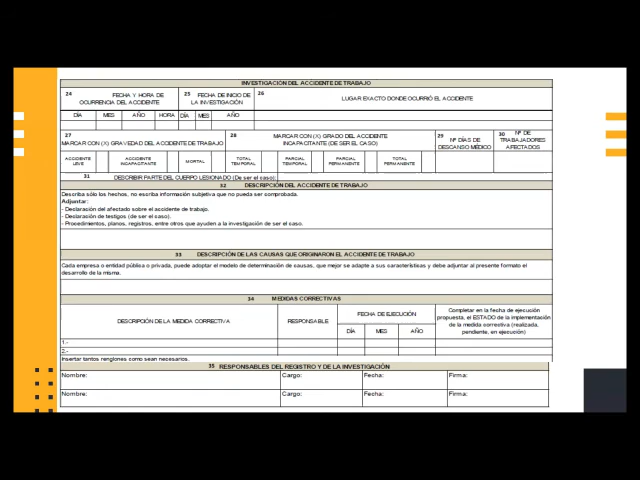 INVESTIGACIÓN DEL ACCIDENTE DE TRABAJO
24 FECHA Y HORA DE OCURRENCIA DEL ACCIDENTE
25 FECHA DE INICIO DE LA INVESTIGACIÓN
26 LUGAR EXACTO DONDE OCURRIÓ EL ACCIDENTE
DÍA MES AÑO HORA DÍA MES AÑO
27 MARCAR CON (X) GRAVEDAD DEL ACCIDENTE DE TRABAJO
28 MARCAR CON (X) GRADO DEL ACCIDENTE INCAPACITANTE (DE SER EL CASO)
29 Nº DÍAS DE DESCANSO MÉDICO
30 Nº DE TRABAJADORES AFECTADOS
ACCIDENTE LEVE
ACCIDENTE INCAPACITANTE
MORTAL
TOTAL TEMPORAL
PARCIAL TEMPORAL
PARCIAL PERMANENTE
TOTAL PERMANENTE
31 DESCRIBIR PARTE DEL CUERPO LESIONADO (De ser el caso):
32 DESCRIPCIÓN DEL ACCIDENTE DE TRABAJO
Describa sólo los hechos, no escriba información subjetiva que no pueda ser comprobada.
Adjuntar:
- Declaración del afectado sobre el accidente de trabajo.
- Declaración de testigos (de ser el caso).
- Procedimientos, planos, registros, entre otros que ayuden a la investigación de ser el caso.
33 DESCRIPCIÓN DE LAS CAUSAS QUE ORIGINARON EL ACCIDENTE DE TRABAJO
Cada empresa o entidad pública o privada, puede adoptar el modelo de determinación de causas, que mejor se adapte a sus características y debe adjuntar al presente formato el
desarrollo de la misma.
34 MEDIDAS CORRECTIVAS
DESCRIPCIÓN DE LA MEDIDA CORRECTIVA
RESPONSABLE
FECHA DE EJECUCIÓN
DÍA MES AÑO
Completar en la fecha de ejecución
propuesta, el ESTADO de la implementación
de la medida correctiva (realizada,
pendiente, en ejecución)
1.-
2.-
Insertar tantos renglones como sean necesarios.
35 RESPONSABLES DEL REGISTRO Y DE LA INVESTIGACIÓN
Nombre: Cargo: Fecha: Firma:
Nombre: Cargo: Fecha: Firma: